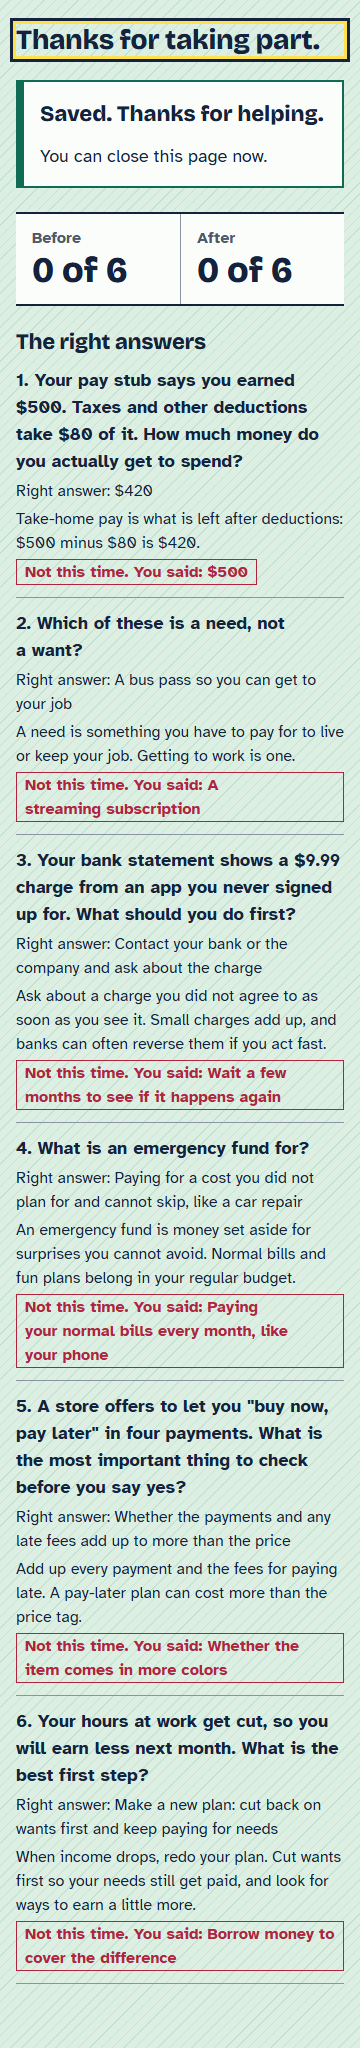 Thanks for taking part.
Saved. Thanks for helping.
You can close this page now.
Before
0 of 6
After
0 of 6
The right answers
1. Your pay stub says you earned
$500. Taxes and other deductions
take $80 of it. How much money do
you actually get to spend?
Right answer: $420
Take-home pay is what is left after deductions:
$500 minus $80 is $420.
Not this time. You said: $500
2. Which of these is a need, not
a want?
Right answer: A bus pass so you can get to
your job
A need is something you have to pay for to live
or keep your job. Getting to work is one.
Not this time. You said: A
streaming subscription
3. Your bank statement shows a $9.99
charge from an app you never signed
up for. What should you do first?
Right answer: Contact your bank or the
company and ask about the charge
Ask about a charge you did not agree to as
soon as you see it. Small charges add up, and
banks can often reverse them if you act fast.
Not this time. You said: Wait a few
months to see if it happens again
4. What is an emergency fund for?
Right answer: Paying for a cost you did not
plan for and cannot skip, like a car repair
An emergency fund is money set aside for
surprises you cannot avoid. Normal bills and
fun plans belong in your regular budget.
Not this time. You said: Paying
your normal bills every month, like
your phone
5. A store offers to let you "buy now,
pay later" in four payments. What is
the most important thing to check
before you say yes?
Right answer: Whether the payments and any
late fees add up to more than the price
Add up every payment and the fees for paying
late. A pay-later plan can cost more than the
price tag.
Not this time. You said: Whether the
item comes in more colors
6. Your hours at work get cut, so you
will earn less next month. What is the
best first step?
Right answer: Make a new plan: cut back on
wants first and keep paying for needs
When income drops, redo your plan. Cut wants
first so your needs still get paid, and look for
ways to earn a little more.
Not this time. You said: Borrow money to
cover the difference